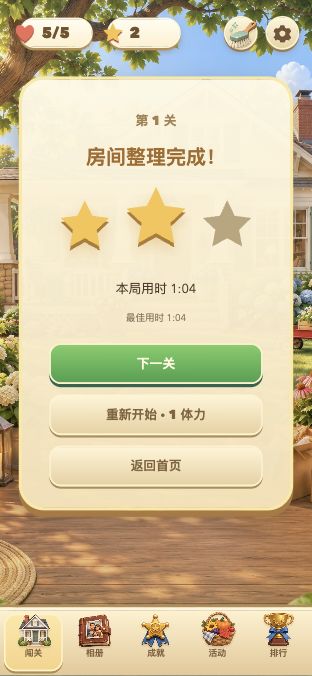 5/5
2
第 1 关
房间整理完成！
本局用时 1:04
最佳用时 1:04
下一关
重新开始 • 1 体力
返回首页
闯关
相册
成就
活动
排行